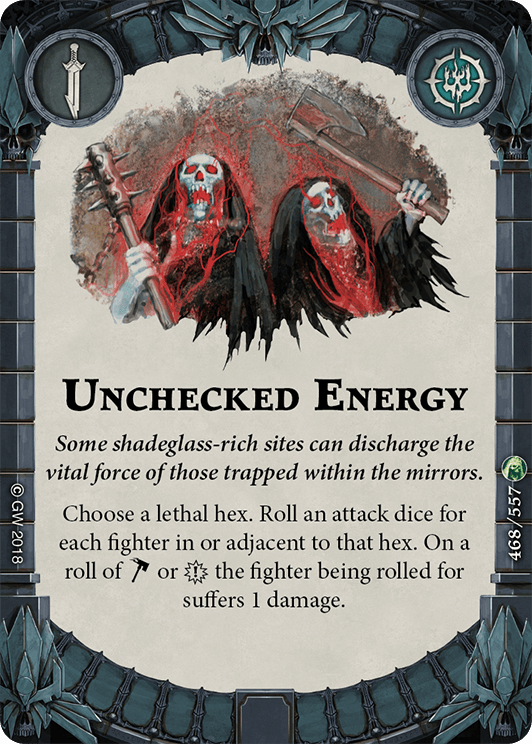 Unchecked Energy
Some shadeglass-rich sites can discharge the
vital force of those trapped within the mirrors.
Choose a lethal hex. Roll an attack dice for
each fighter in or adjacent to that hex. On a
roll of or ! the fighter being rolled for
suffers 1 damage.
© GW 2018
468/557